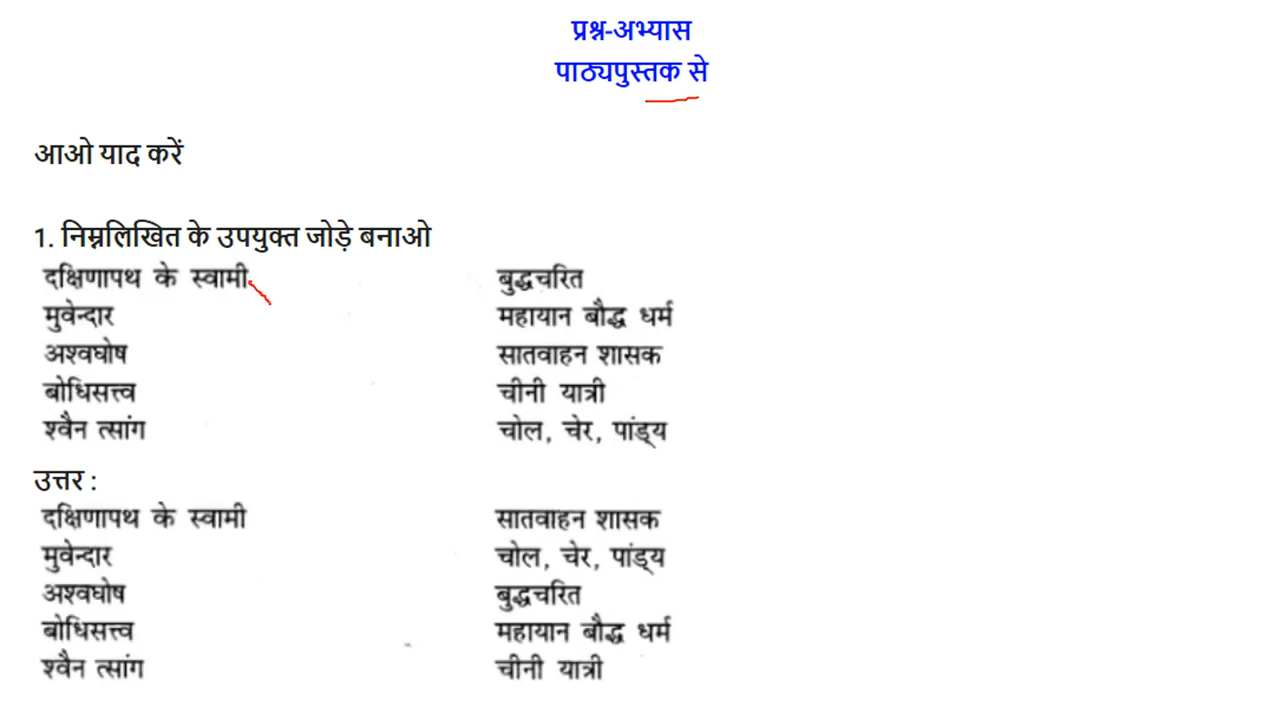 प्रश्न-अभ्यास
पाठ्यपुस्तक से
आओ याद करें
1. निम्नलिखित के उपयुक्त जोड़े बनाओ
दक्षिणापथ के स्वामी बुद्धचरित
मुवेन्दार महायान बौद्ध धर्म
अश्वघोष सातवाहन शासक
बोधिसत्त्व चीनी यात्री
श्वैन त्सांग चोल, चेर, पांड्य
उत्तर :
दक्षिणापथ के स्वामी सातवाहन शासक
मुवेन्दार चोल, चेर, पांड्य
अश्वघोष बुद्धचरित
बोधिसत्त्व महायान बौद्ध धर्म
श्वैन त्सांग चीनी यात्री